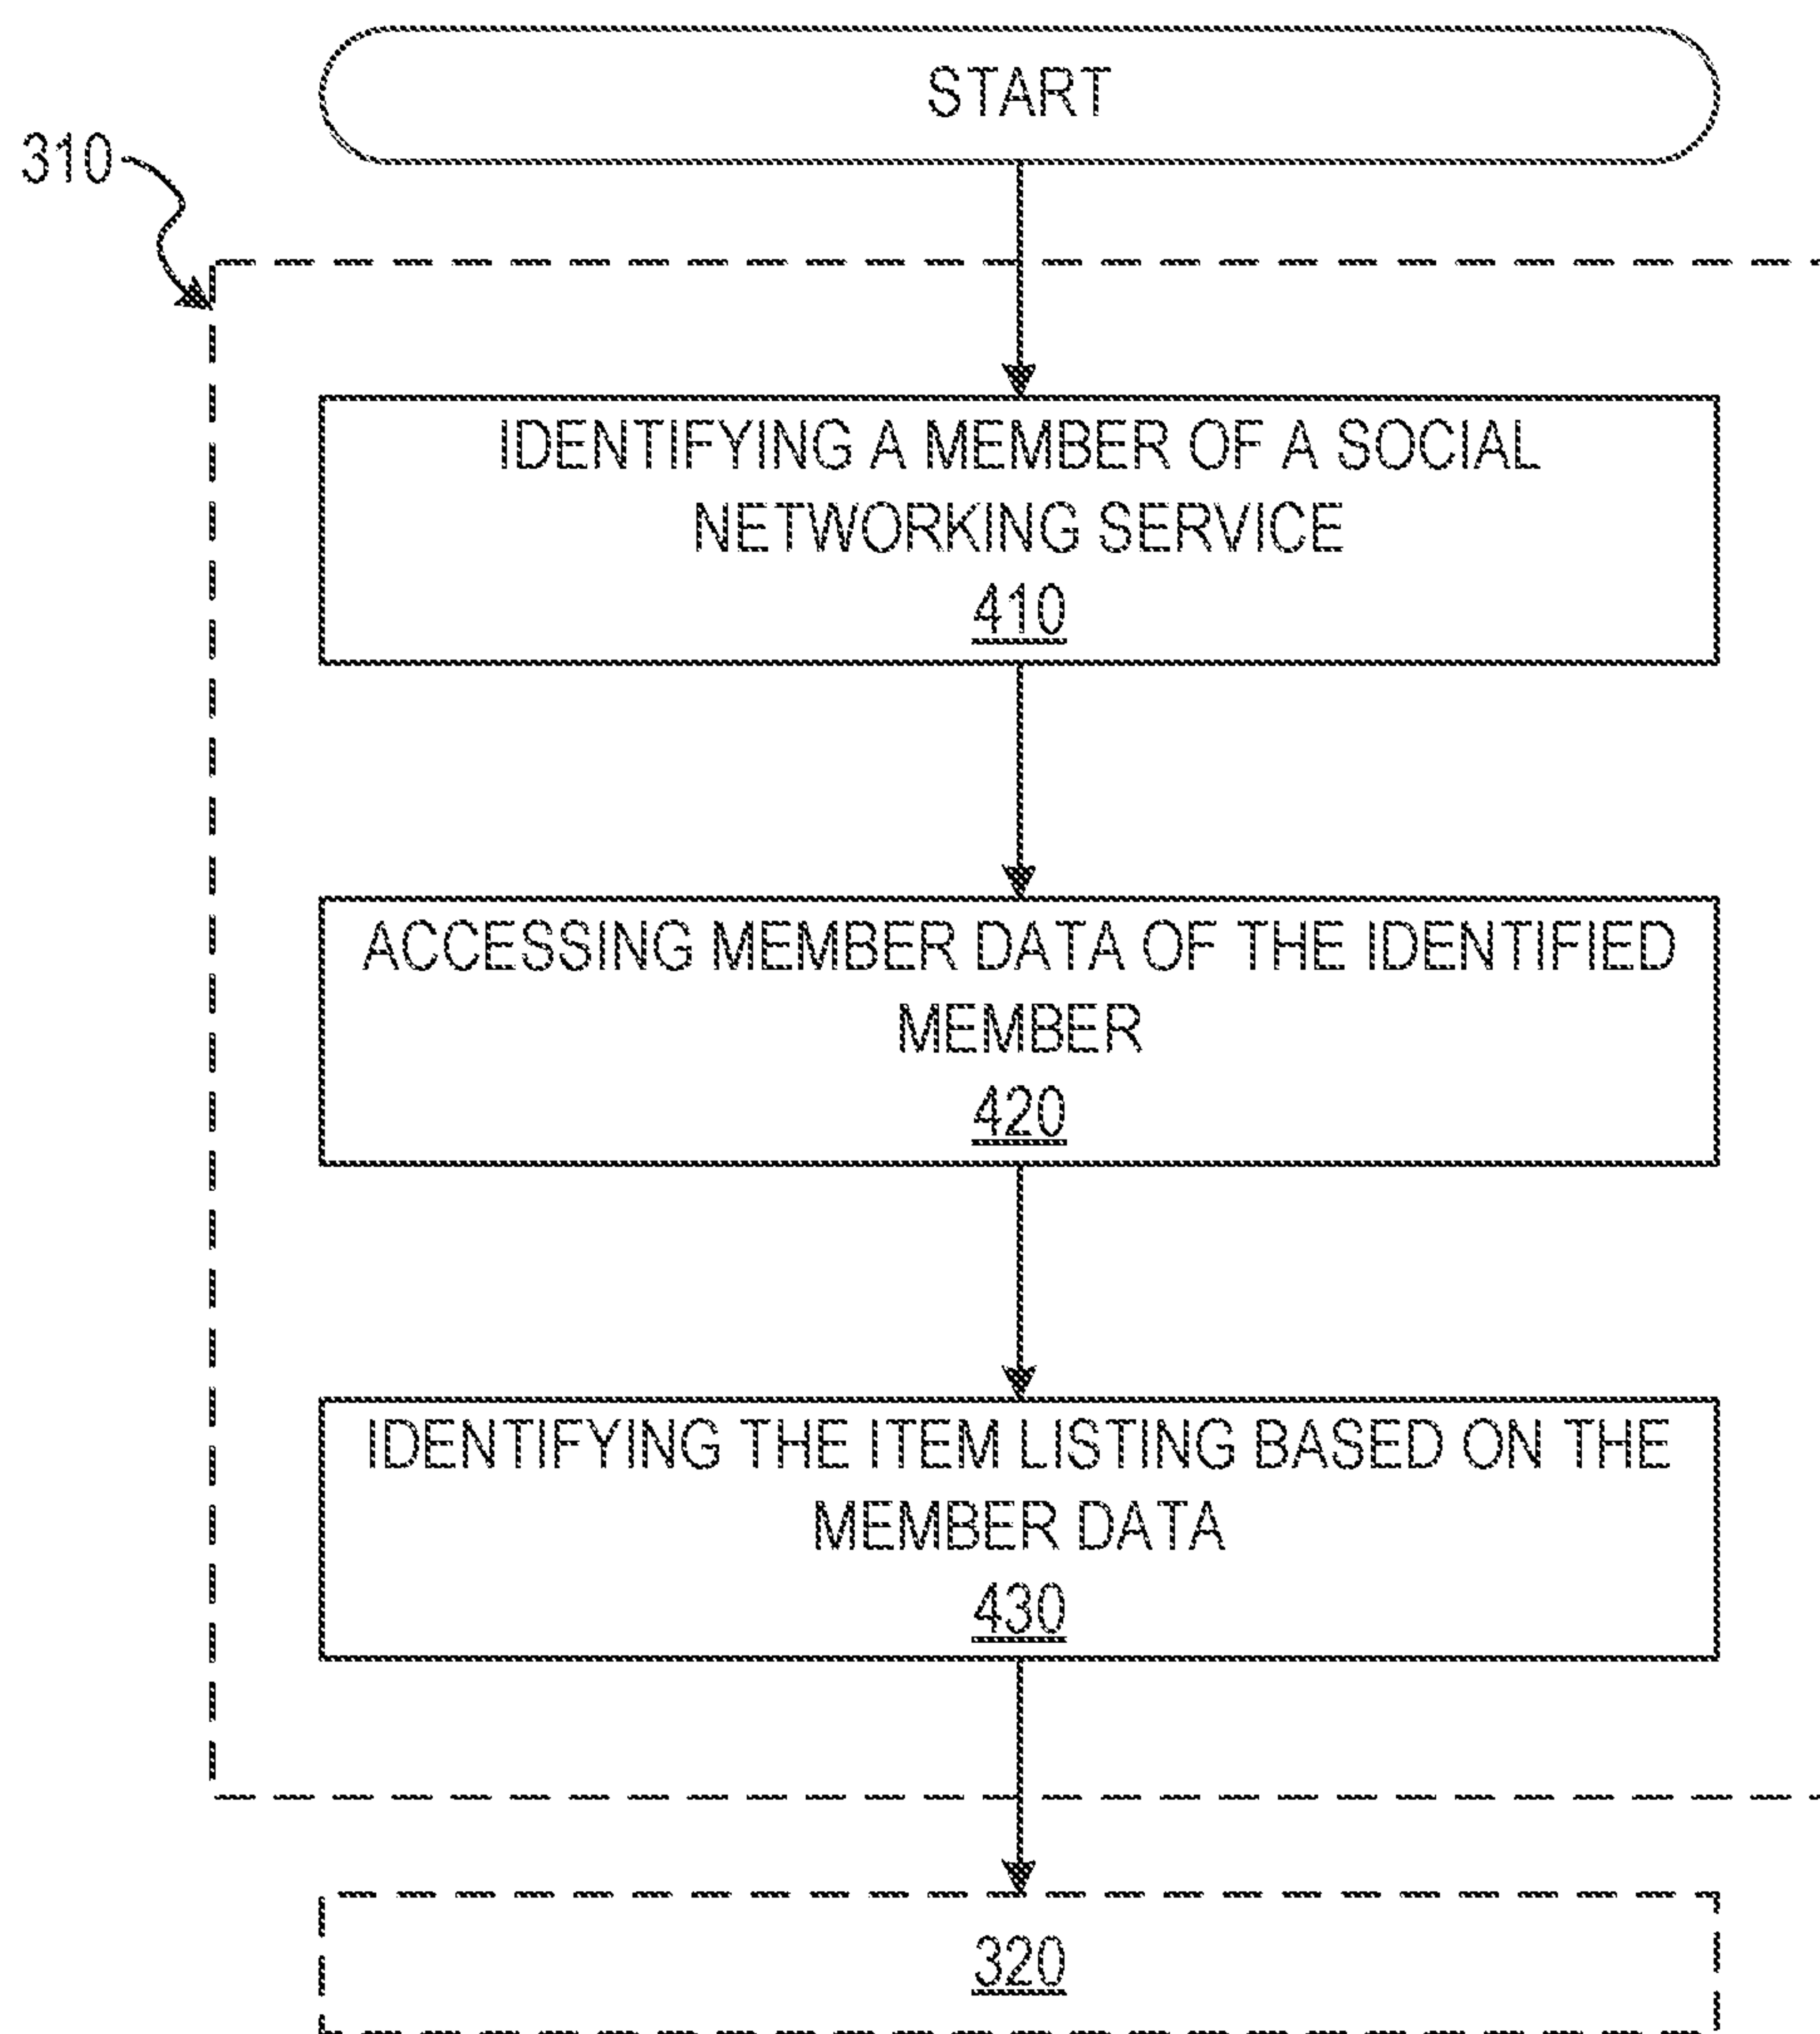 START
310
IDENTIFYING A MEMBER OF A SOCIAL
NETWORKING SERVICE
410
ACCESSING MEMBER DATA OF THE IDENTIFIED
MEMBER
420
IDENTIFYING THE ITEM LISTING BASED ON THE
MEMBER DATA
430
320